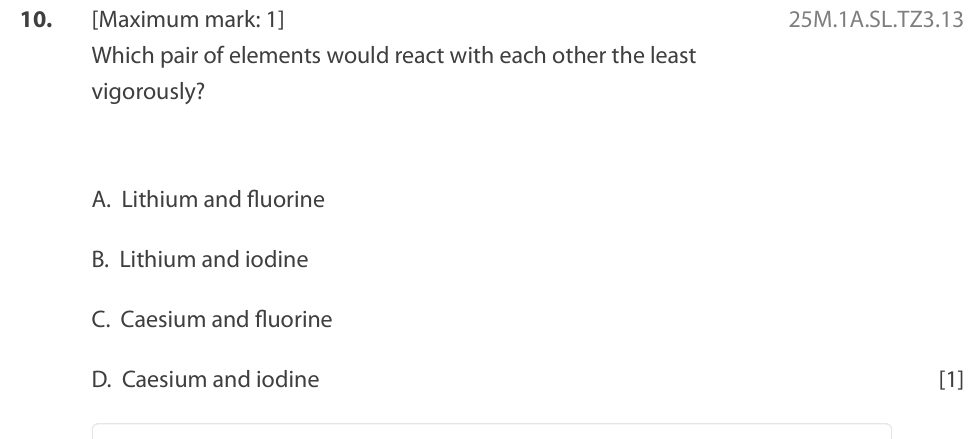 10. [Maximum mark: 1] 25M.1A.SL.TZ3.13
Which pair of elements would react with each other the least
vigorously?
A. Lithium and fluorine
B. Lithium and iodine
C. Caesium and fluorine
D. Caesium and iodine [1]